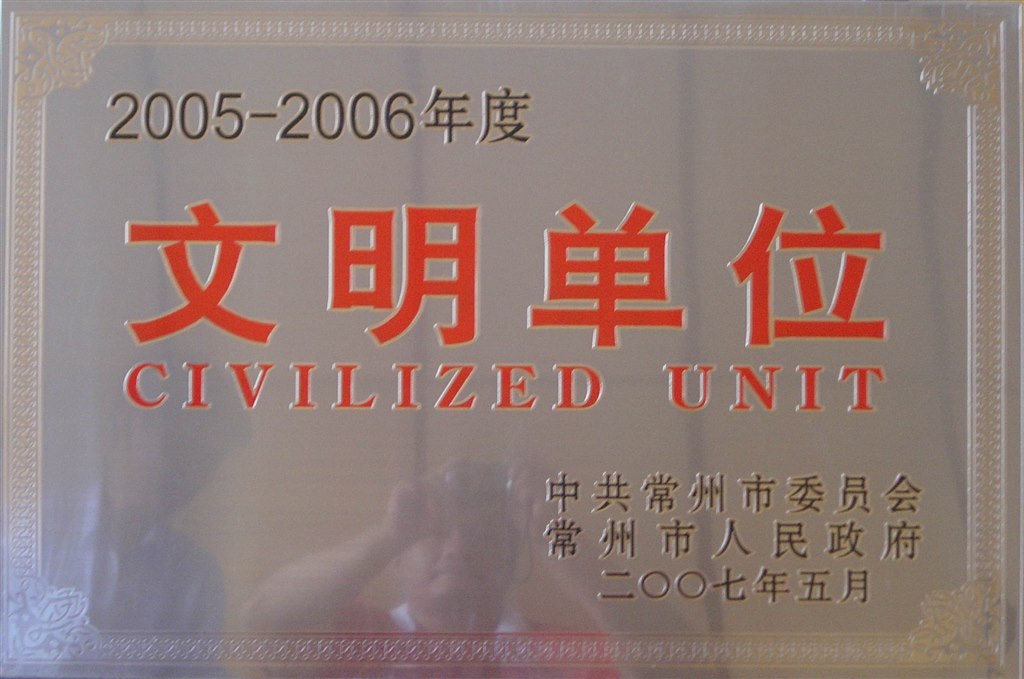 2005-2006年度
文明单位
CIVILIZED UNIT
中共常州市委员会
常州市人民政府
二〇〇七年五月